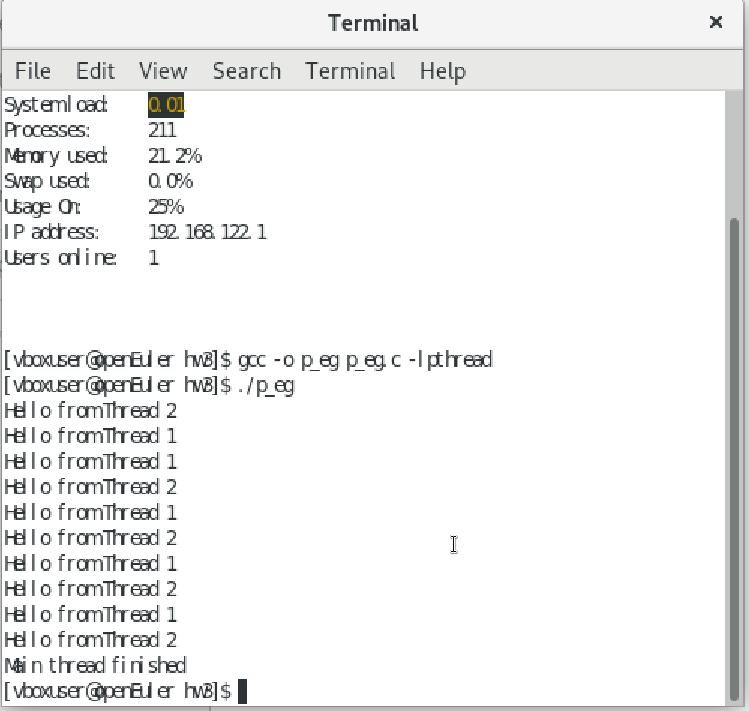 Terminal
File Edit View Search Terminal Help
System load: 0.01
Processes: 211
Memory used: 21.2%
Swap used: 0.0%
Usage On: 25%
IP address: 192.168.122.1
Users online: 1
[vboxuser@openEuler hw3]$ gcc -o p_eg p_eg.c -lpthread
[vboxuser@openEuler hw3]$ ./p_eg
Hello from Thread 2
Hello from Thread 1
Hello from Thread 1
Hello from Thread 2
Hello from Thread 1
Hello from Thread 2
Hello from Thread 1
Hello from Thread 2
Hello from Thread 1
Hello from Thread 2
Main thread finished
[vboxuser@openEuler hw3]$